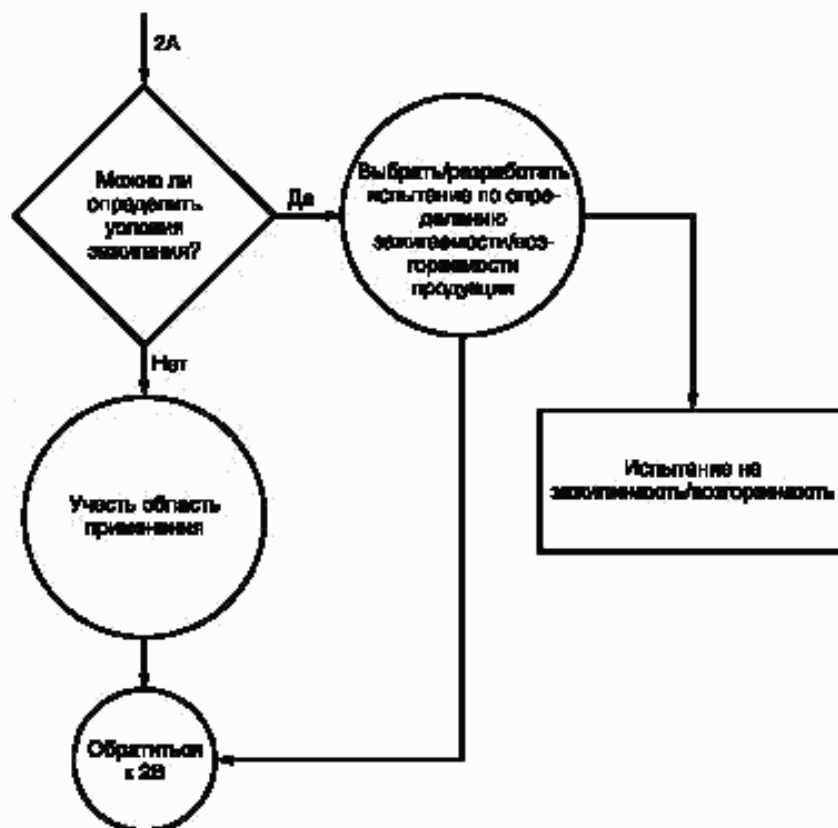 2А
Можно ли
определить
условия
зажигания?
Да
Выбрать/разработать
испытание по опре-
делению
зажигаемости/воз-
гораемости
продукции
Нет
Испытание на
зажигаемость/возгораемость
Учесть область
применения
Обратиться
к 2В